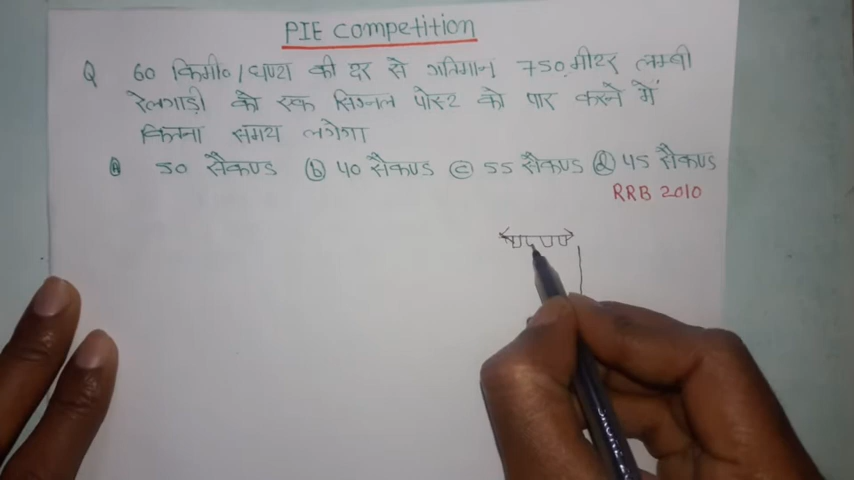 PIE Competition
Q 60 किमी०/घण्टा की दर से गतिमान 750 मीटर लम्बी
रेलगाड़ी को एक सिग्नल पोस्ट को पार करने में
कितना समय लगेगा
Ⓐ 50 सैकण्ड ⓑ 40 सैकण्ड ⓒ 55 सैकण्ड ⓓ 45 सैकण्ड
RRB 2010